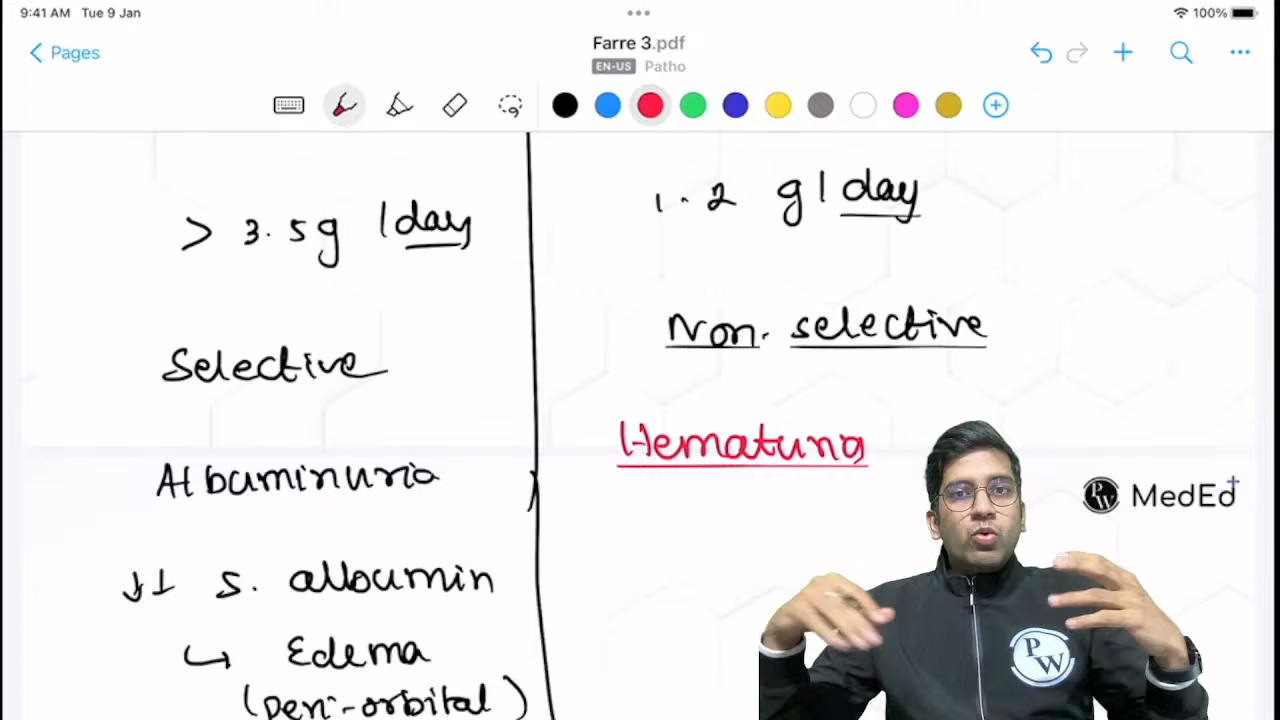 9:41 AM Tue 9 Jan
100%
Pages
Farre 3.pdf
EN-US Patho
> 3.5g / day
Selective
Albuminuria
↓↓ S. albumin
↳ Edema
(peri-orbital)
1.2 g / day
Non. selective
Hematuria
PW MedEd
PW